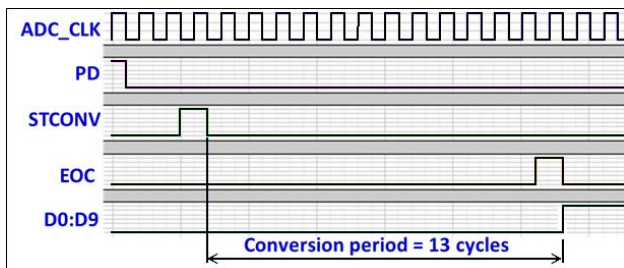 ADC_CLK
PD
STCONV
EOC
D0:D9
Conversion period = 13 cycles